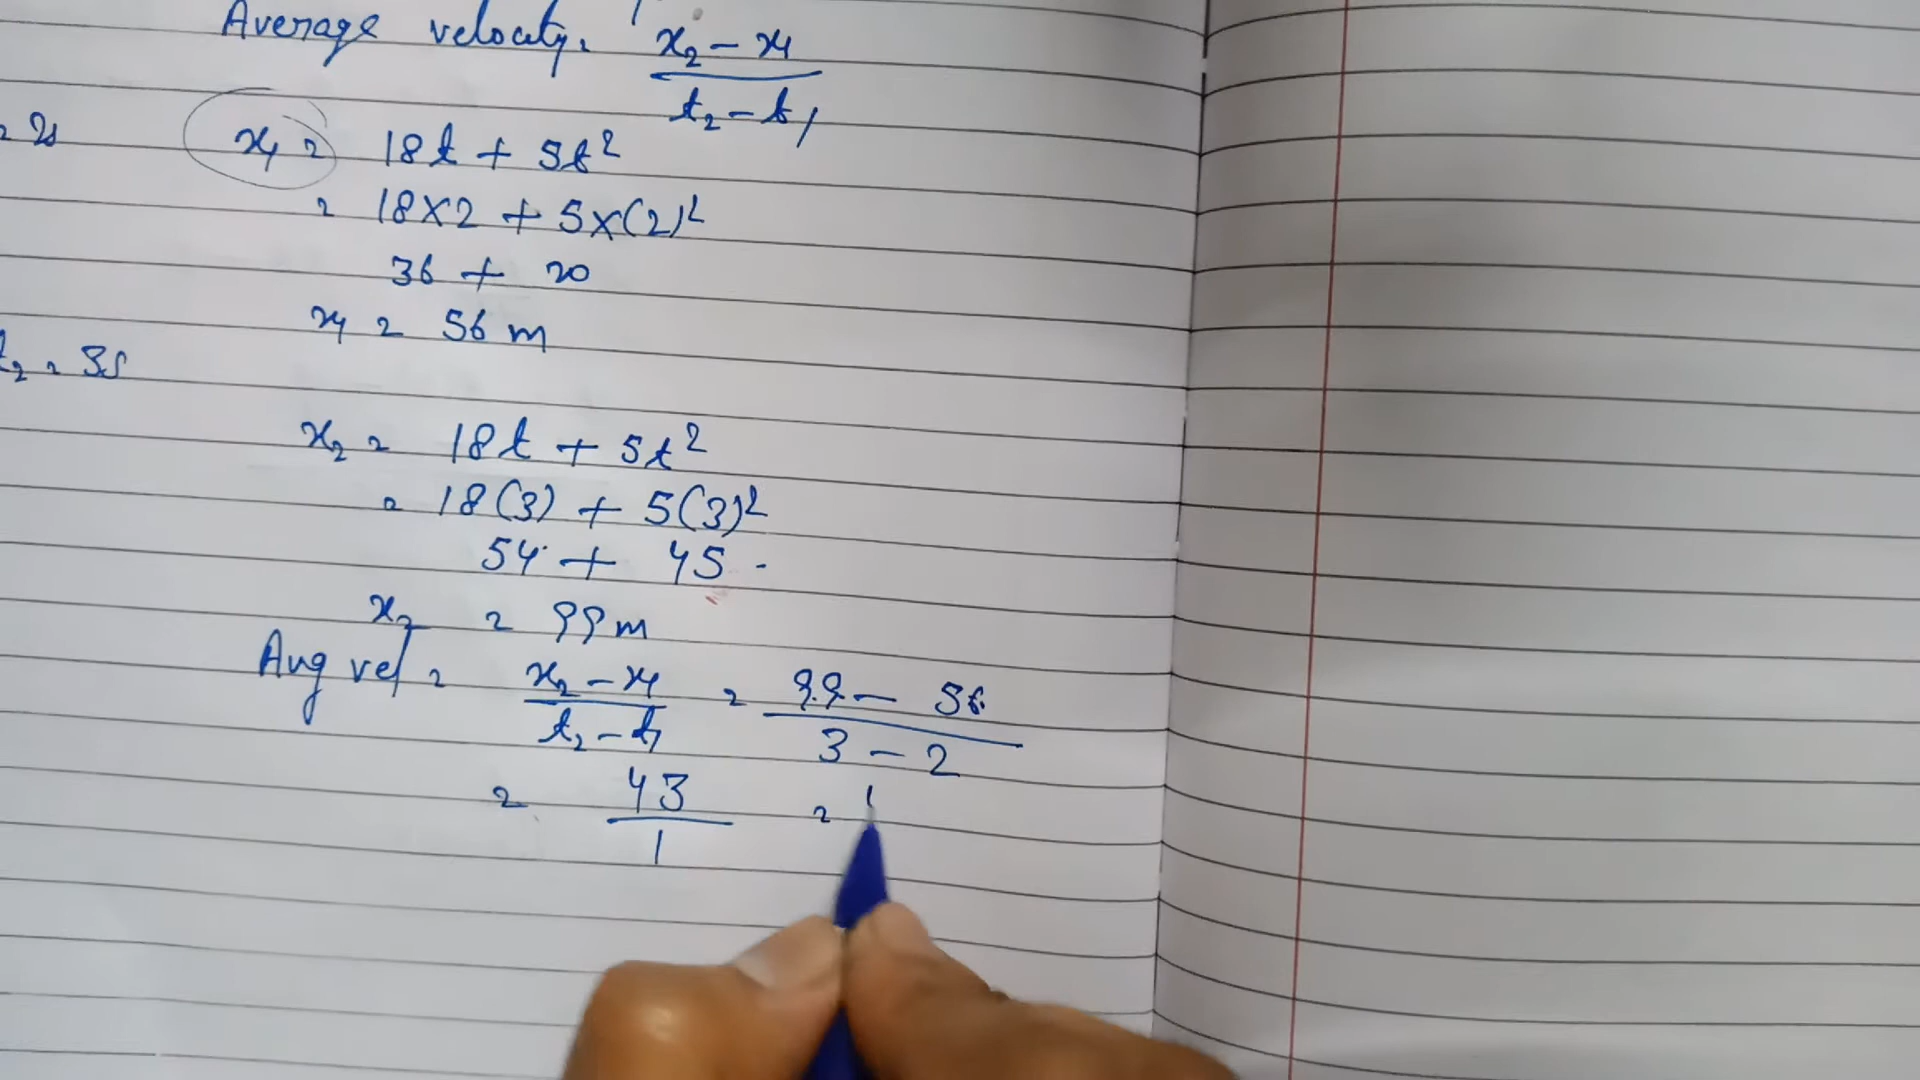 Average velocity = x₂ - x₁ / t₂ - t₁
= 2s
x₁ = 18t + 5t²
= 18×2 + 5×(2)²
36 + 20
x₁ = 56 m
t₂ = 3s
x₂ = 18t + 5t²
= 18(3) + 5(3)²
54 + 45
x₂ = 99m
Avg vel = x₂ - x₁ / t₂ - t₁ = 99 - 56 / 3 - 2
= 43 / 1 =